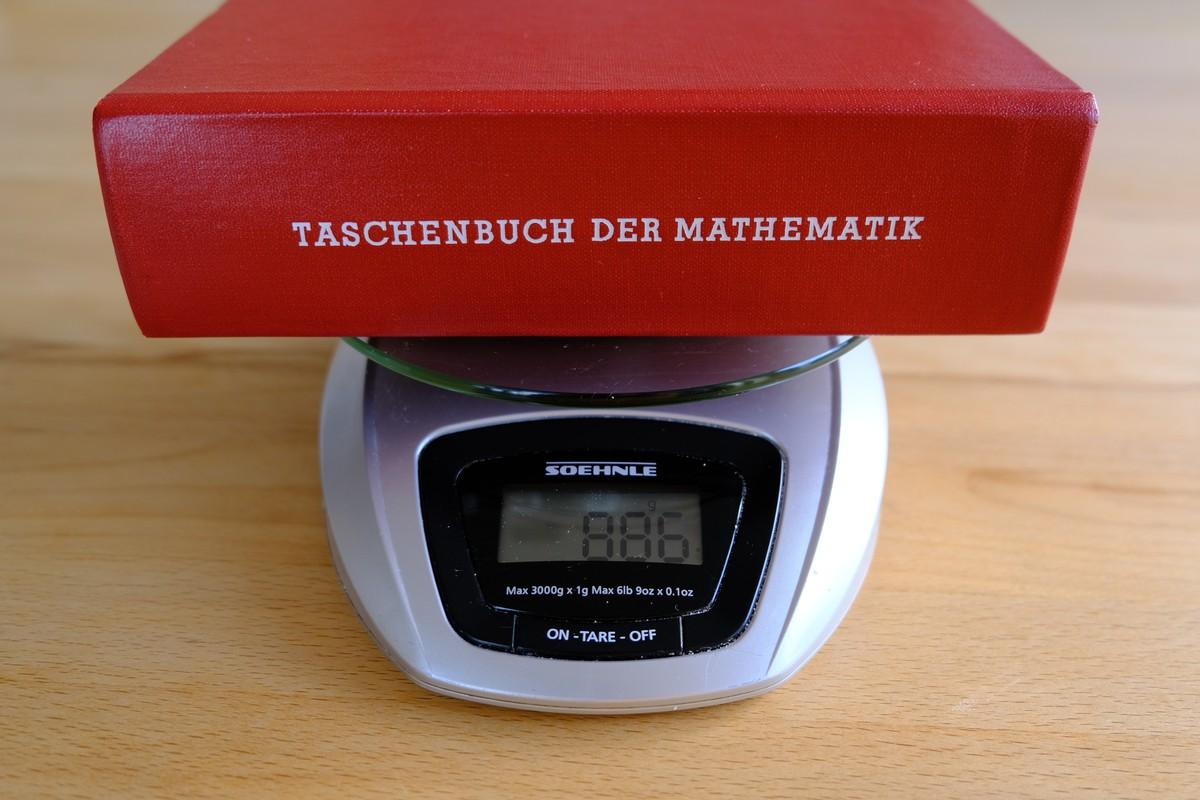 TASCHENBUCH DER MATHEMATIK
SOEHNLE
g
886
Max 3000g x 1g Max 6lb 9oz x 0.1oz
ON - TARE - OFF